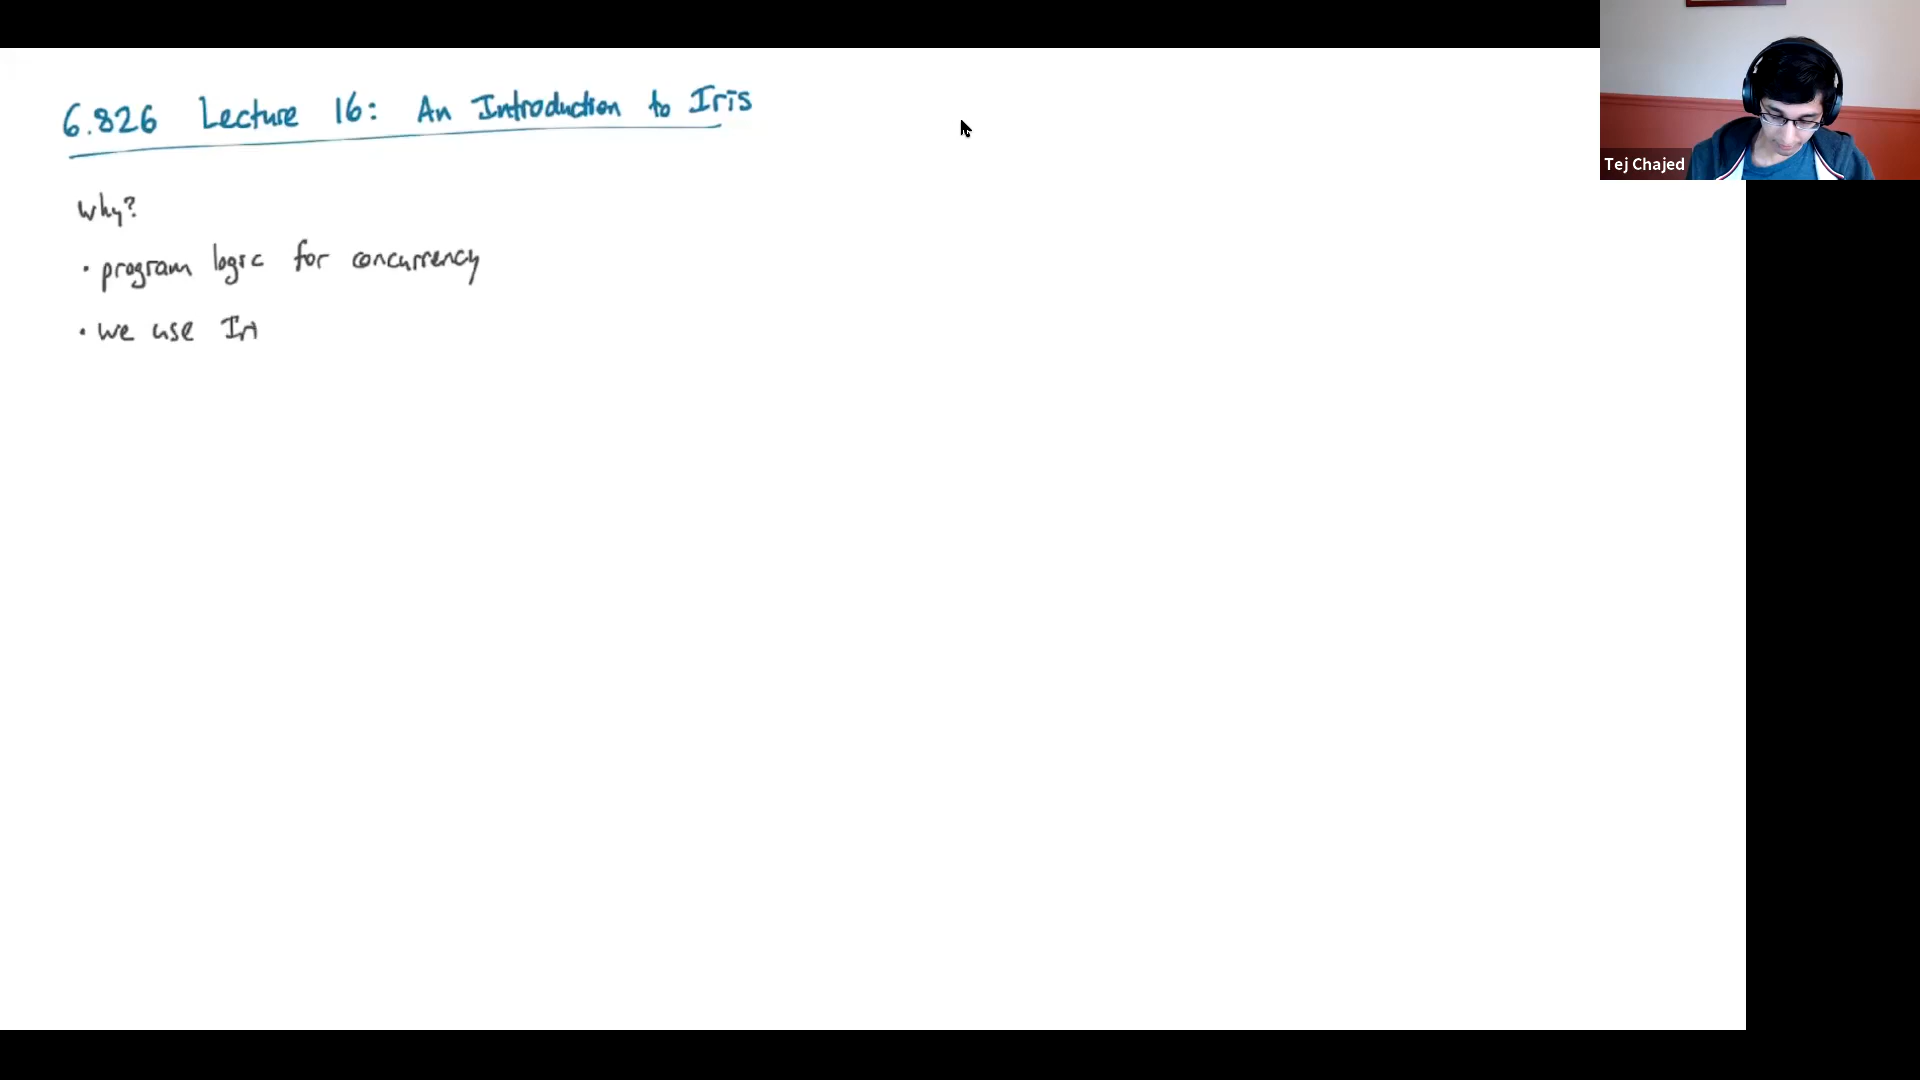 6.826 Lecture 16: An Introduction to Iris
Why?
• program logic for concurrency
• we use Iri
Tej Chajed